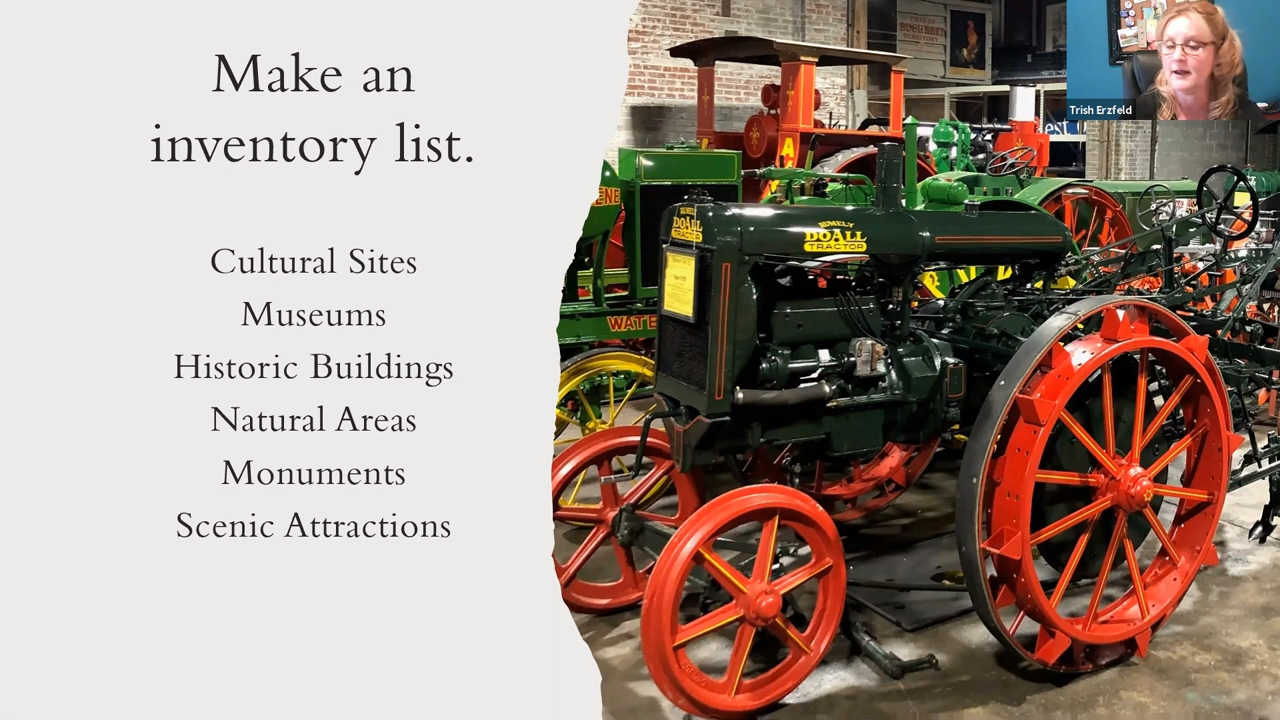 Make an
inventory list.
Cultural Sites
Museums
Historic Buildings
Natural Areas
Monuments
Scenic Attractions
Trish Erzfeld
RUMELY
DOALL
TRACTOR
RUMELY
DOALL
TRACTOR
WATE